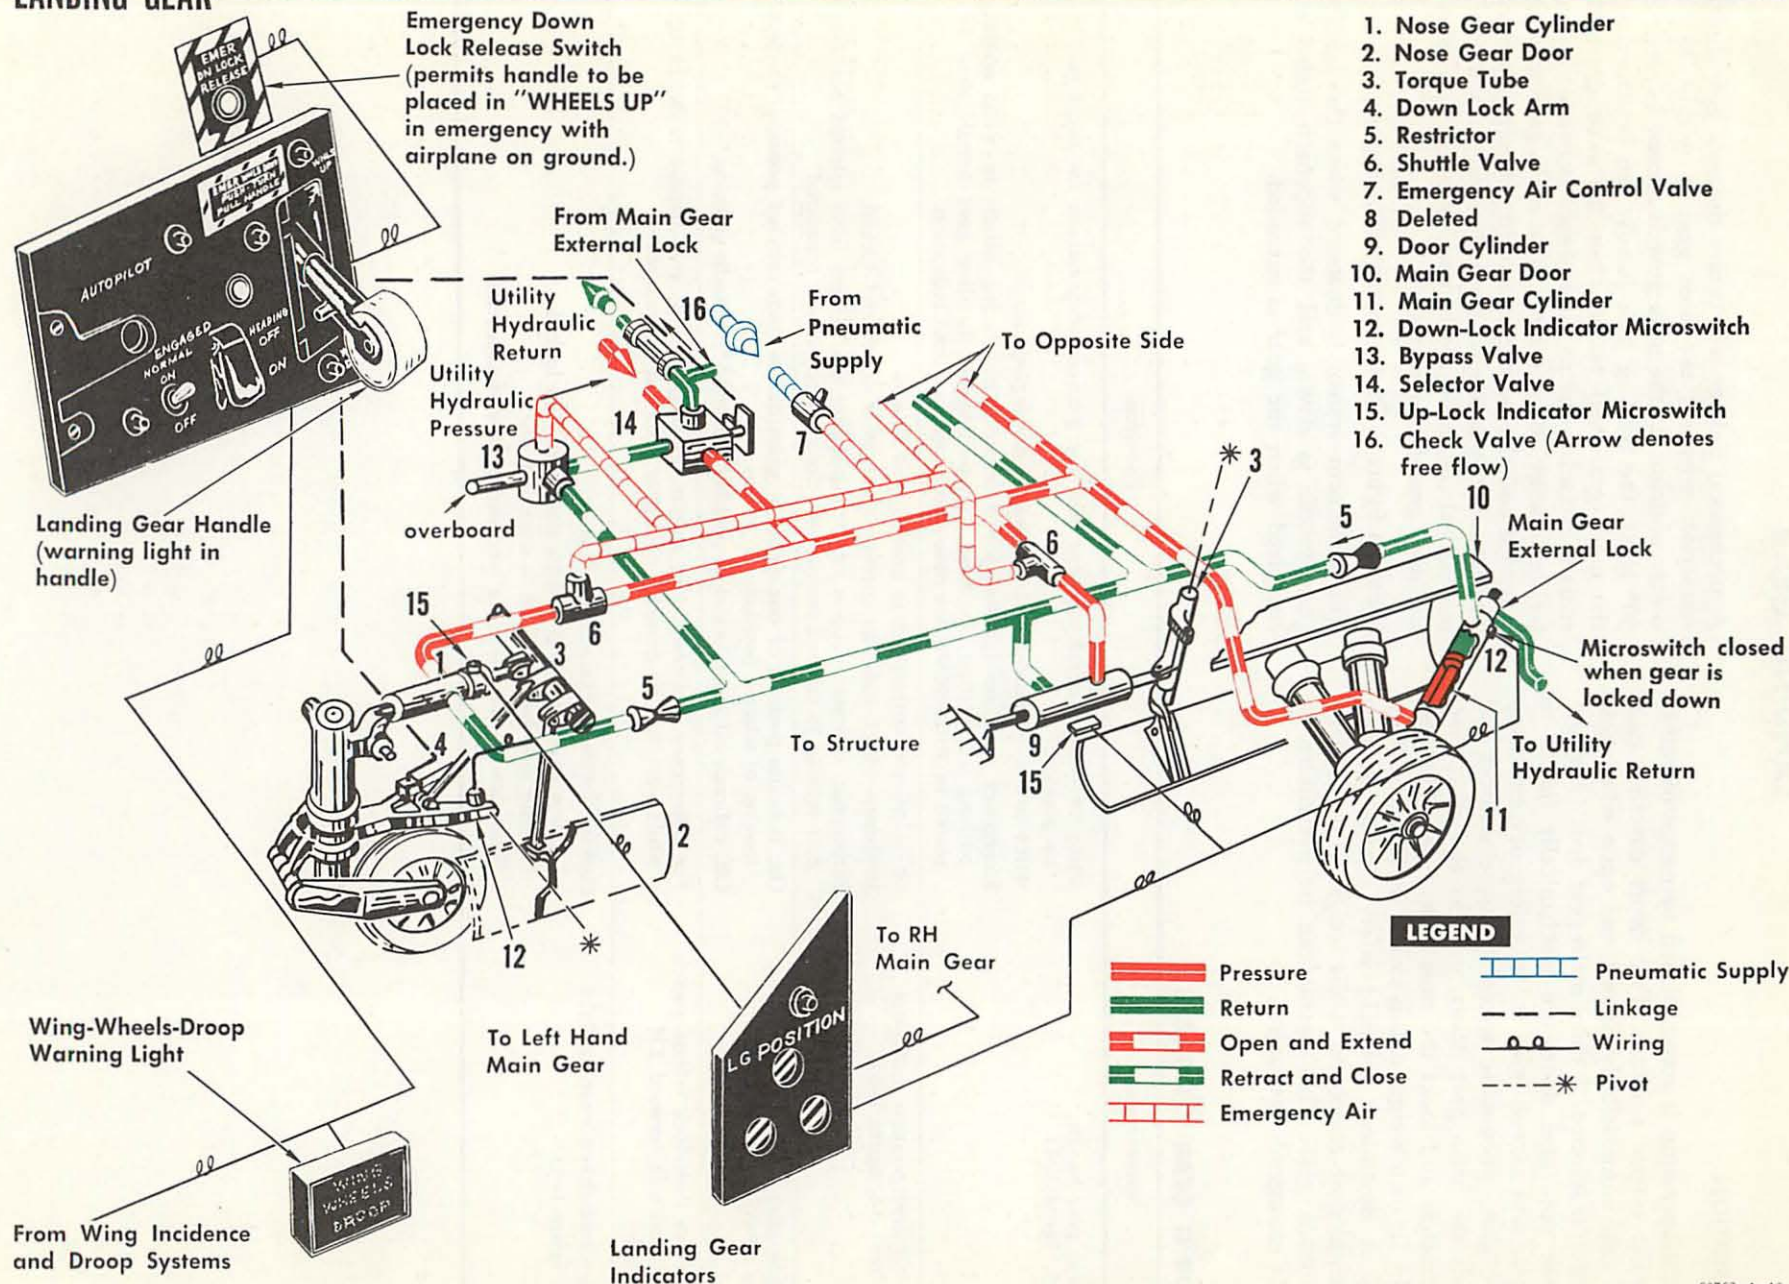 LANDING GEAR
Emergency Down
Lock Release Switch
(permits handle to be
placed in "WHEELS UP"
in emergency with
airplane on ground.)
EMER
DN LOCK
RELEASE
WHLS
UP
PULL HANDLE
AUTOPILOT
ENGAGED
NORMAL
ON
OFF
HEADING
OFF
ON
Landing Gear Handle
(warning light in
handle)
From Main Gear
External Lock
Utility
Hydraulic
Return
Utility
Hydraulic
Pressure
16
From
Pneumatic
Supply
To Opposite Side
13
14
7
overboard
3
6
5
10
Main Gear
External Lock
15
1
6
3
5
4
12
Microswitch closed
when gear is
locked down
To Structure
9
15
To Utility
Hydraulic Return
11
2
12
1. Nose Gear Cylinder
2. Nose Gear Door
3. Torque Tube
4. Down Lock Arm
5. Restrictor
6. Shuttle Valve
7. Emergency Air Control Valve
8 Deleted
9. Door Cylinder
10. Main Gear Door
11. Main Gear Cylinder
12. Down-Lock Indicator Microswitch
13. Bypass Valve
14. Selector Valve
15. Up-Lock Indicator Microswitch
16. Check Valve (Arrow denotes
free flow)
To RH
Main Gear
LG POSITION
To Left Hand
Main Gear
Wing-Wheels-Droop
Warning Light
WING
WHEELS
DROOP
From Wing Incidence
and Droop Systems
Landing Gear
Indicators
LEGEND
Pressure
Return
Open and Extend
Retract and Close
Emergency Air
Pneumatic Supply
Linkage
Wiring
Pivot